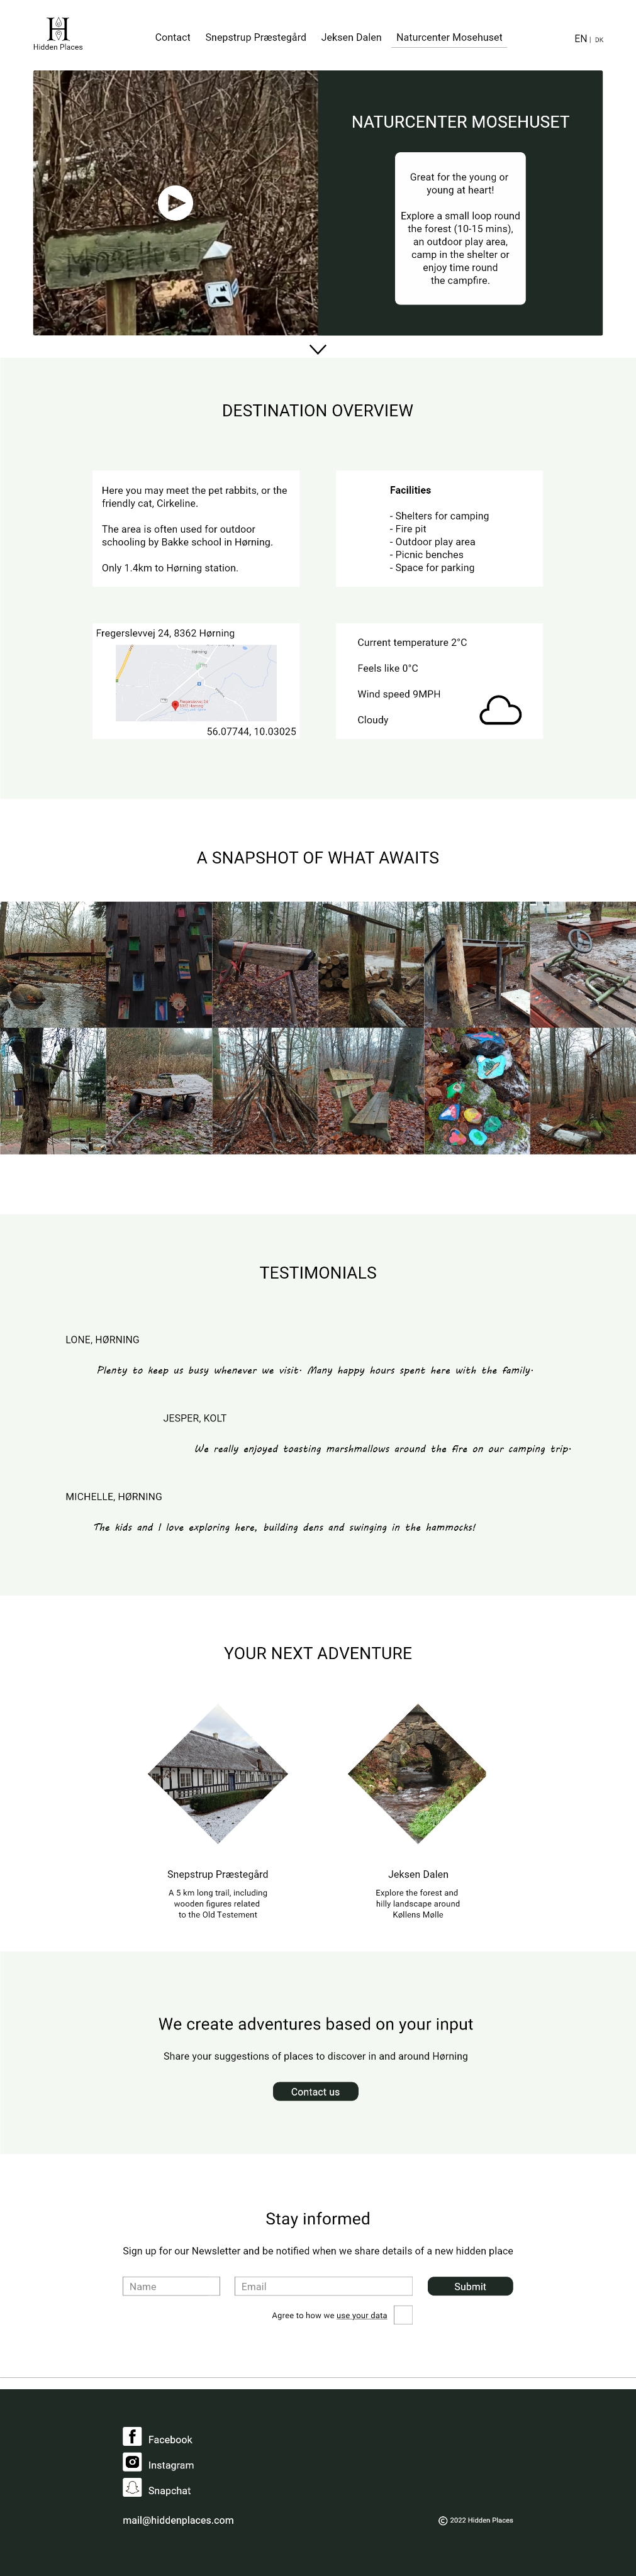 H
Hidden Places
Contact
Snepstrup Præstegård
Jeksen Dalen
Naturcenter Mosehuset
EN | DK
NATURCENTER MOSEHUSET
Great for the young or
young at heart!
Explore a small loop round
the forest (10-15 mins),
an outdoor play area,
camp in the shelter or
enjoy time round
the campfire.
DESTINATION OVERVIEW
Here you may meet the pet rabbits, or the
friendly cat, Cirkeline.
The area is often used for outdoor
schooling by Bakke school in Hørning.
Only 1.4km to Hørning station.
Facilities
- Shelters for camping
- Fire pit
- Outdoor play area
- Picnic benches
- Space for parking
Fregerslevvej 24, 8362 Hørning
Hørning
56.07744, 10.03025
Current temperature 2°C
Feels like 0°C
Wind speed 9MPH
Cloudy
A SNAPSHOT OF WHAT AWAITS
TESTIMONIALS
LONE, HØRNING
Plenty to keep us busy whenever we visit. Many happy hours spent here with the family.
JESPER, KOLT
We really enjoyed toasting marshmallows around the fire on our camping trip.
MICHELLE, HØRNING
The kids and I love exploring here, building dens and swinging in the hammocks!
YOUR NEXT ADVENTURE
Snepstrup Præstegård
A 5 km long trail, including
wooden figures related
to the Old Testement
Jeksen Dalen
Explore the forest and
hilly landscape around
Køllens Mølle
We create adventures based on your input
Share your suggestions of places to discover in and around Hørning
Contact us
Stay informed
Sign up for our Newsletter and be notified when we share details of a new hidden place
Name
Email
Submit
Agree to how we use your data
Facebook
Instagram
Snapchat
mail@hiddenplaces.com
© 2022 Hidden Places